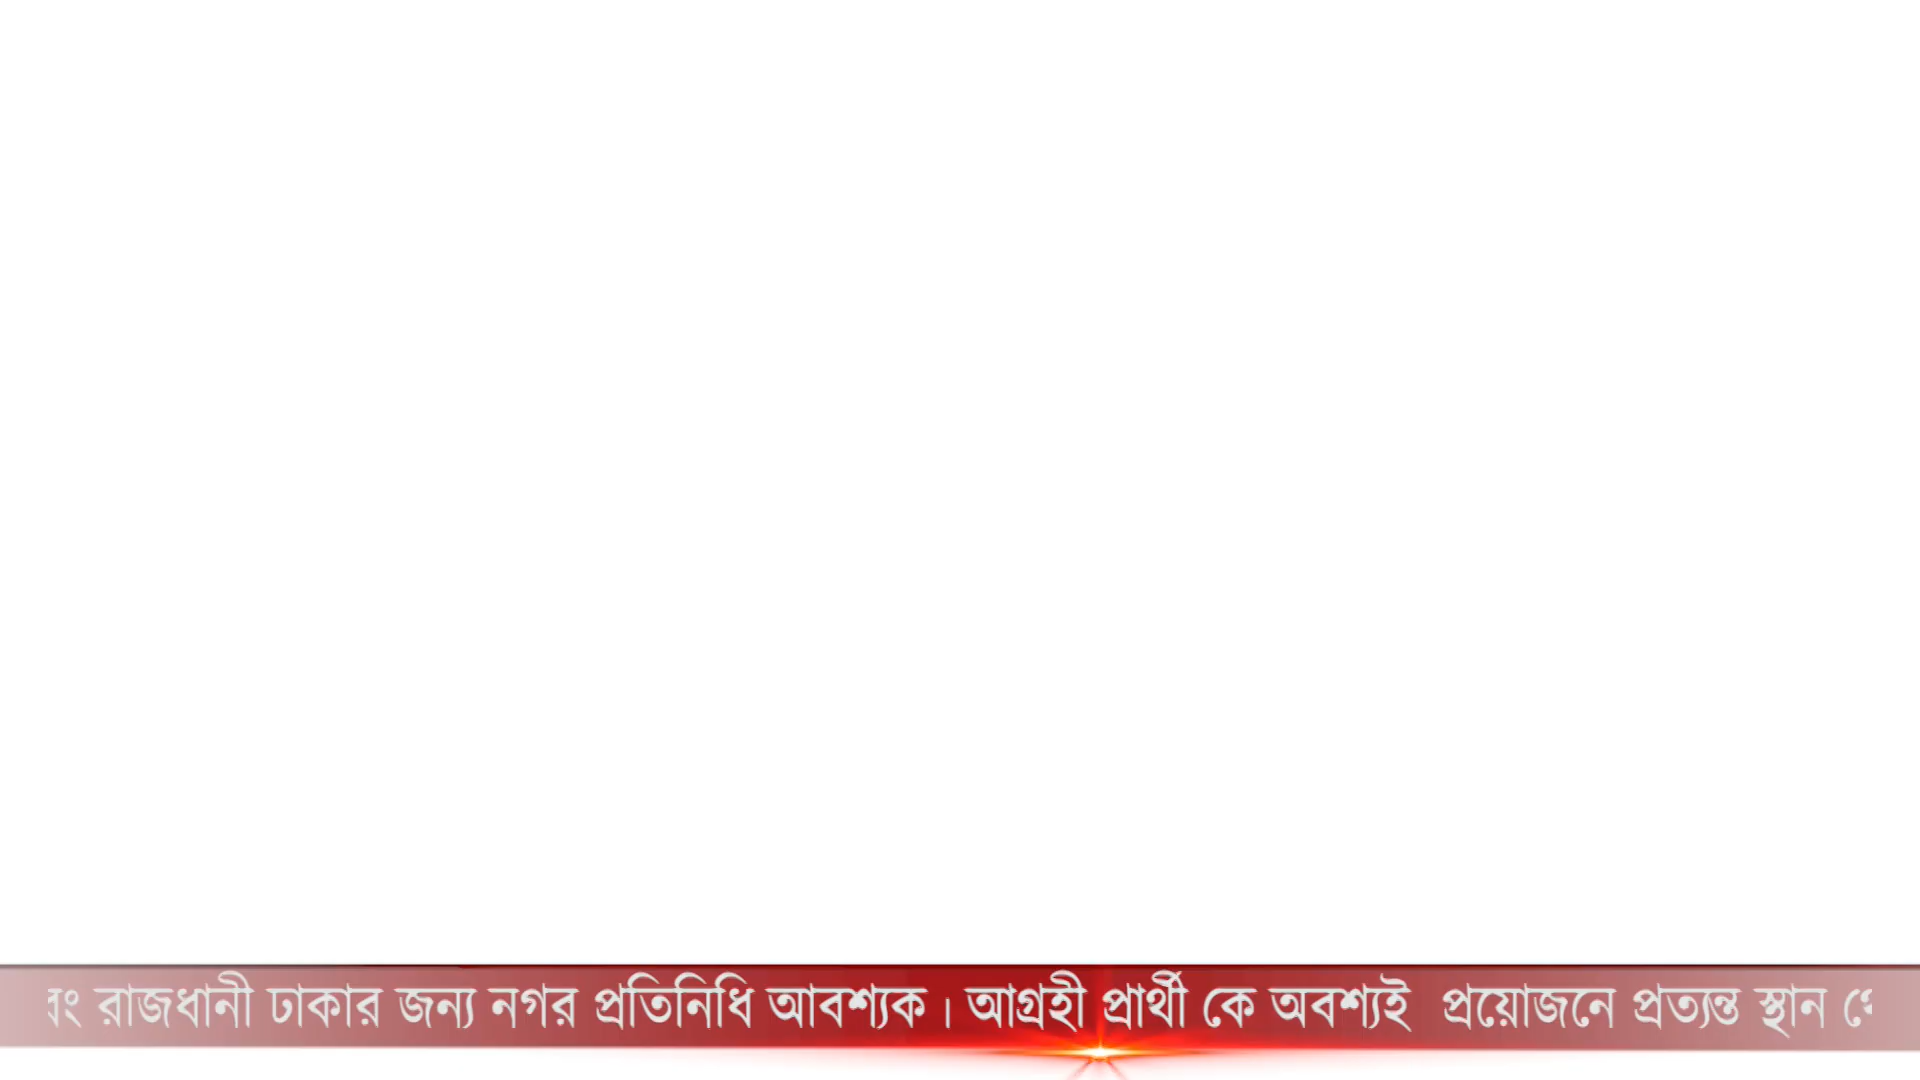 রাজধানী ঢাকার জন্য নগর প্রতিনিধি আবশ্যক । আগ্রহী প্রার্থী কে অবশ্যই প্রয়োজনে প্রত্যন্ত স্থান